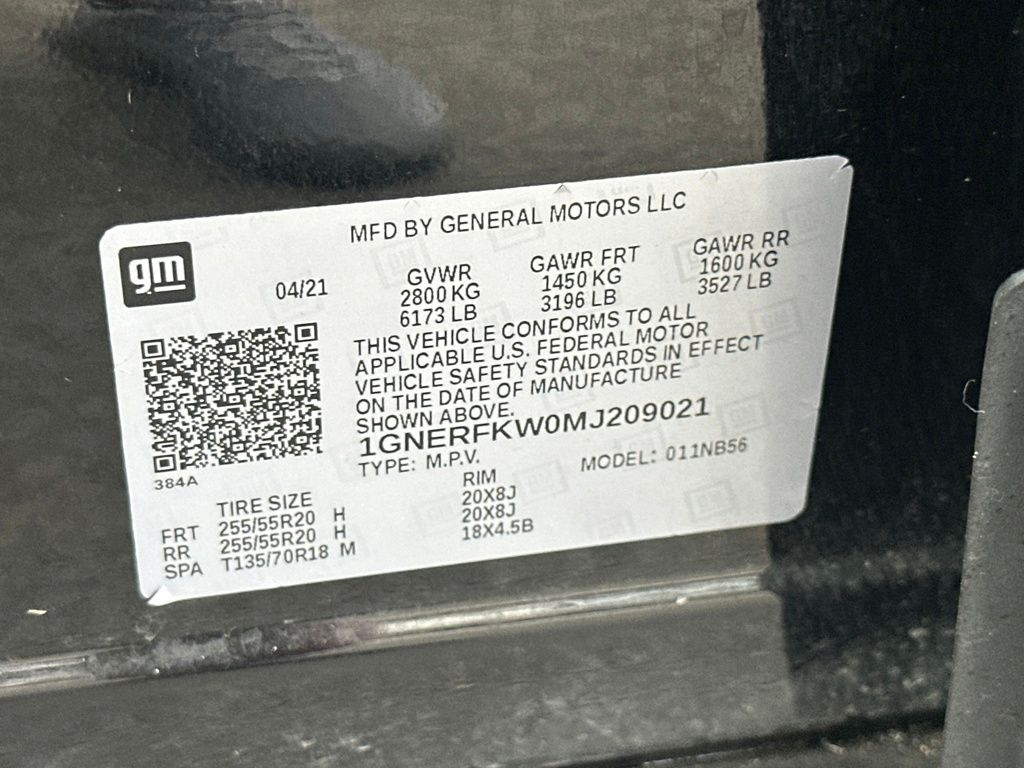 MFD BY GENERAL MOTORS LLC
gm
04/21
GVWR
2800 KG
6173 LB
GAWR FRT
1450 KG
3196 LB
GAWR RR
1600 KG
3527 LB
THIS VEHICLE CONFORMS TO ALL
APPLICABLE U.S. FEDERAL MOTOR
VEHICLE SAFETY STANDARDS IN EFFECT
ON THE DATE OF MANUFACTURE
SHOWN ABOVE.
1GNERFKW0MJ209021
TYPE: M.P.V. MODEL: 011NB56
384A
TIRE SIZE RIM
FRT 255/55R20 H 20X8J
RR 255/55R20 H 20X8J
SPA T135/70R18 M 18X4.5B